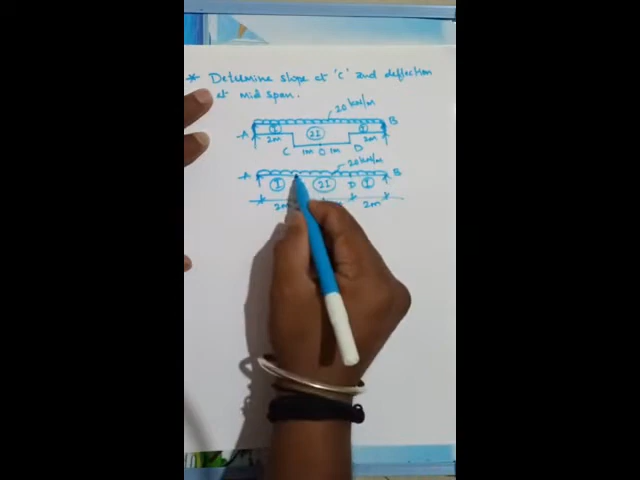 * Determine slope at 'C' and deflection
at mid span.
20 kN/m
A I 2I I B
2m 2m
C 1m O 1m D
20 kN/m
A B
I 2I D I
2m 2m